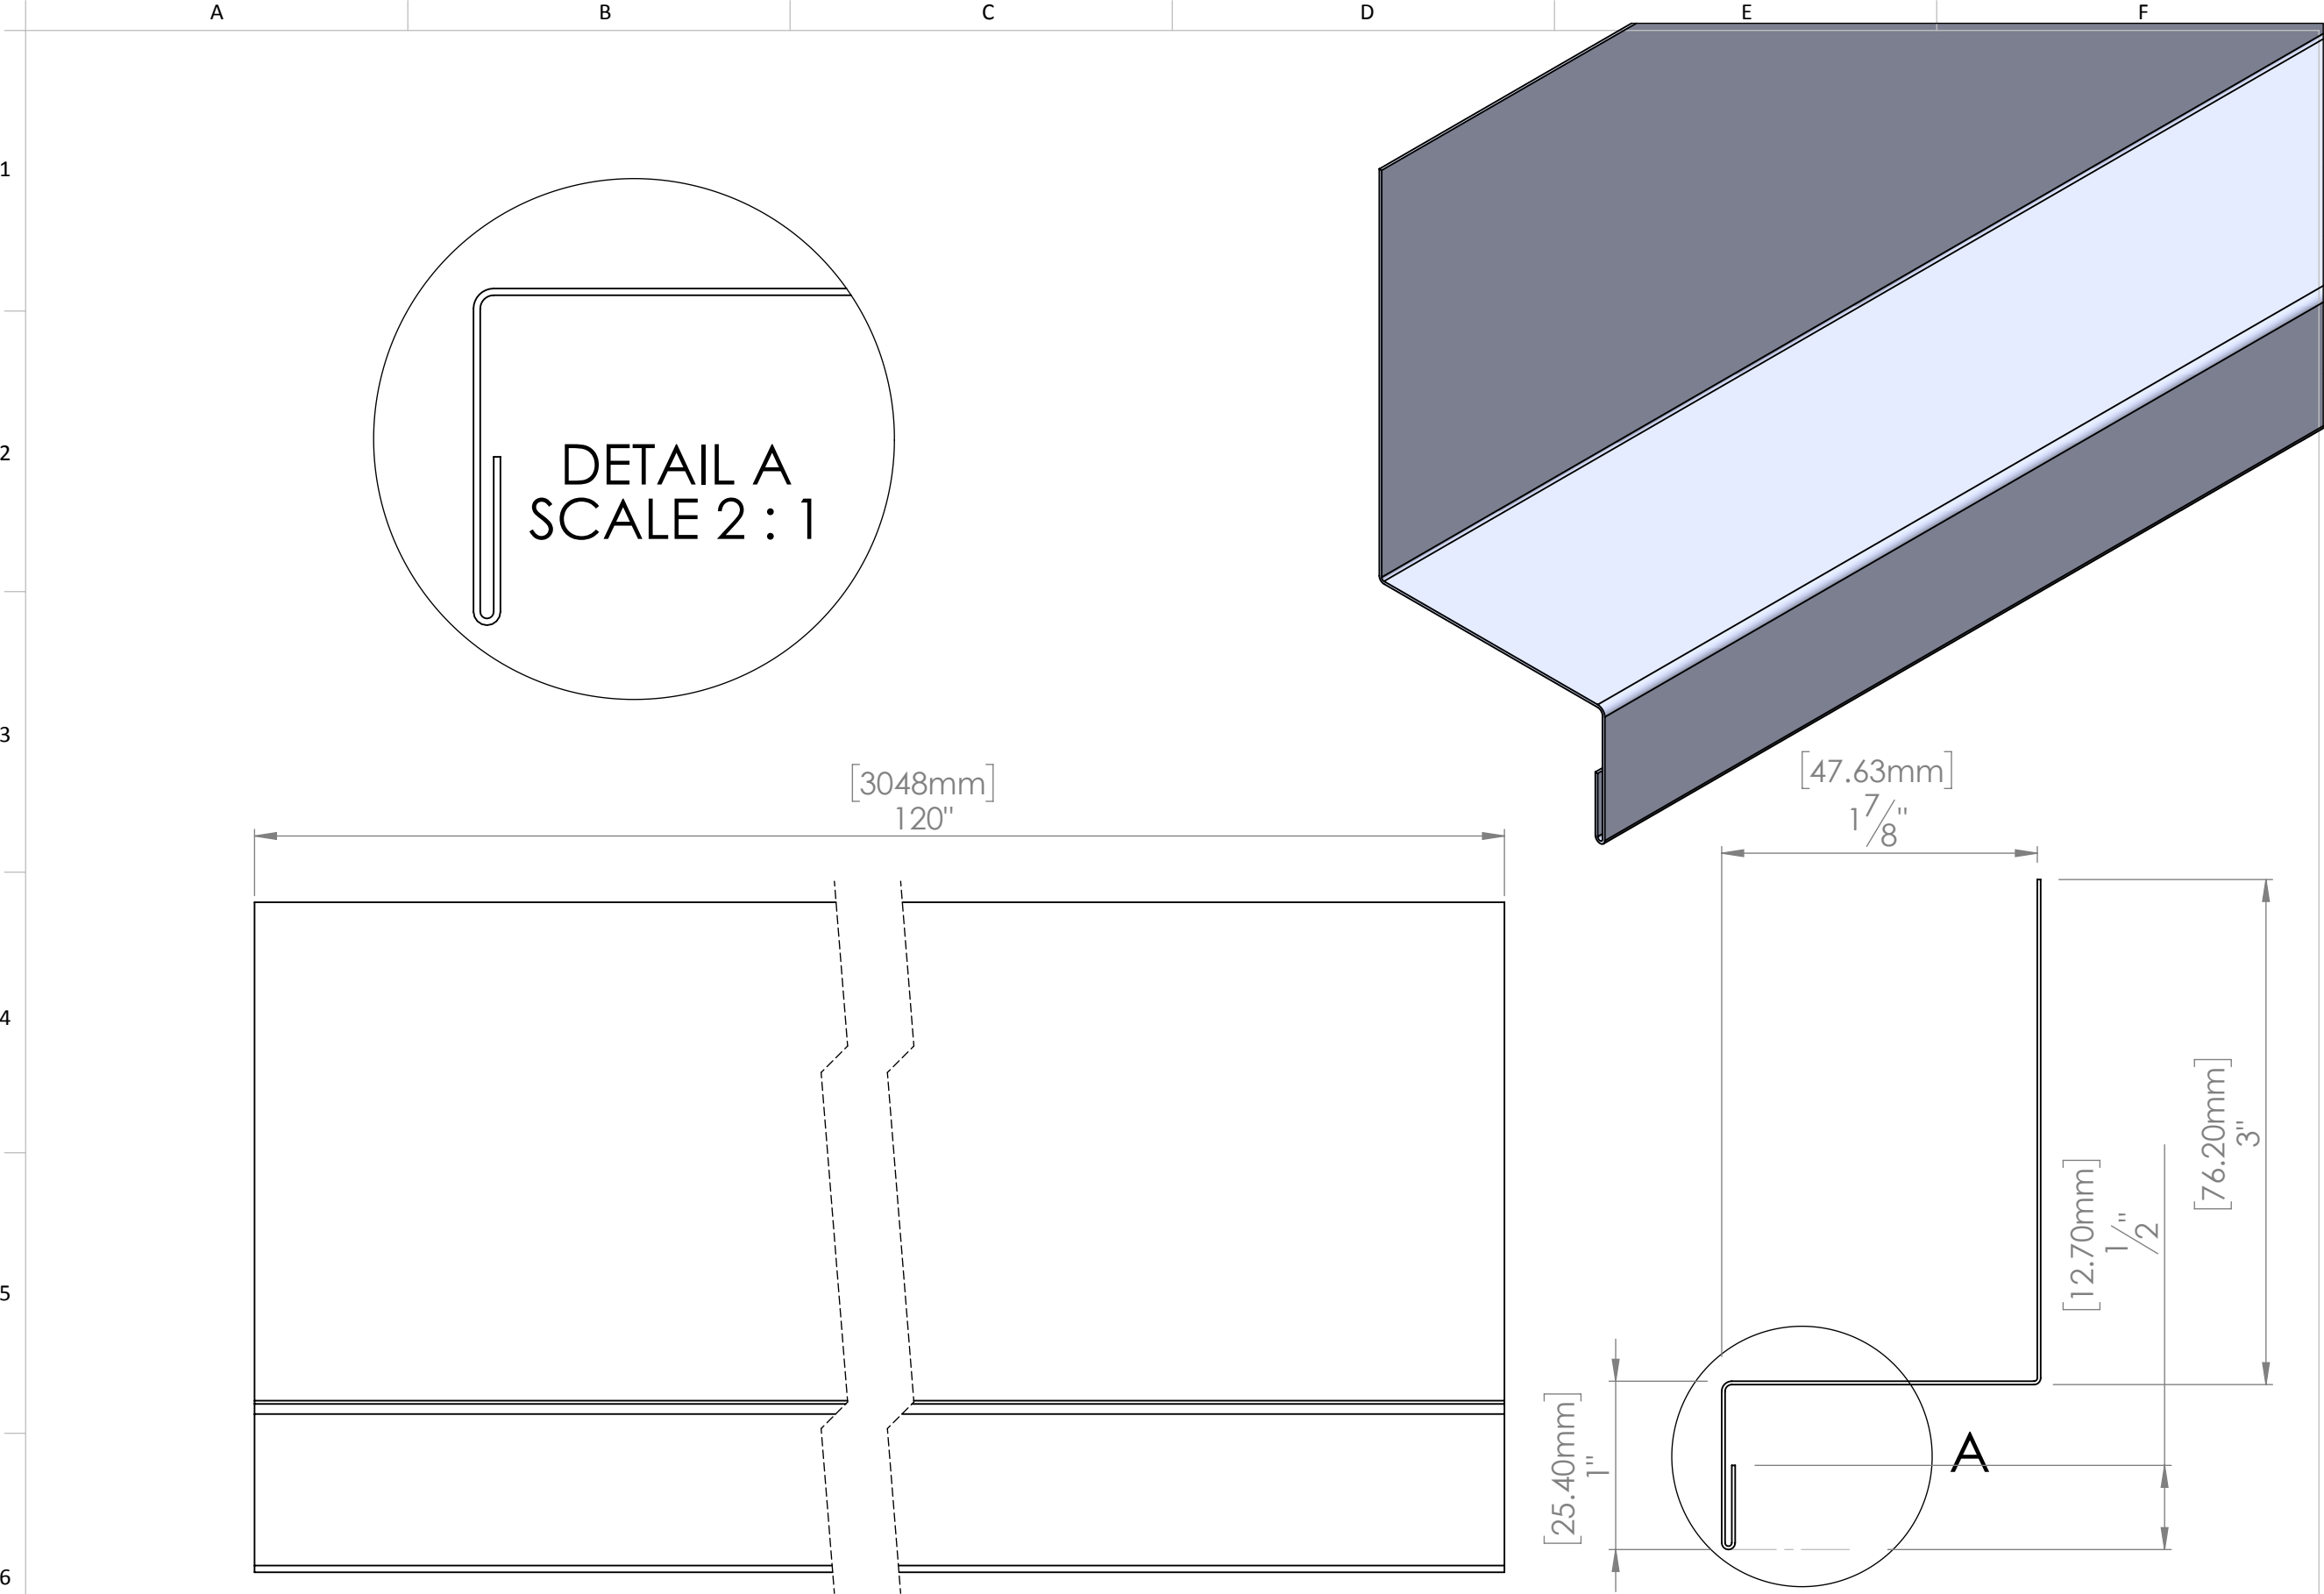 A B C D E F
1
2
3
4
5
6
DETAIL A
SCALE 2 : 1
[3048mm]
120"
[47.63mm]
1 7/8"
[76.20mm]
3"
[12.70mm]
1/2"
[25.40mm]
1"
A